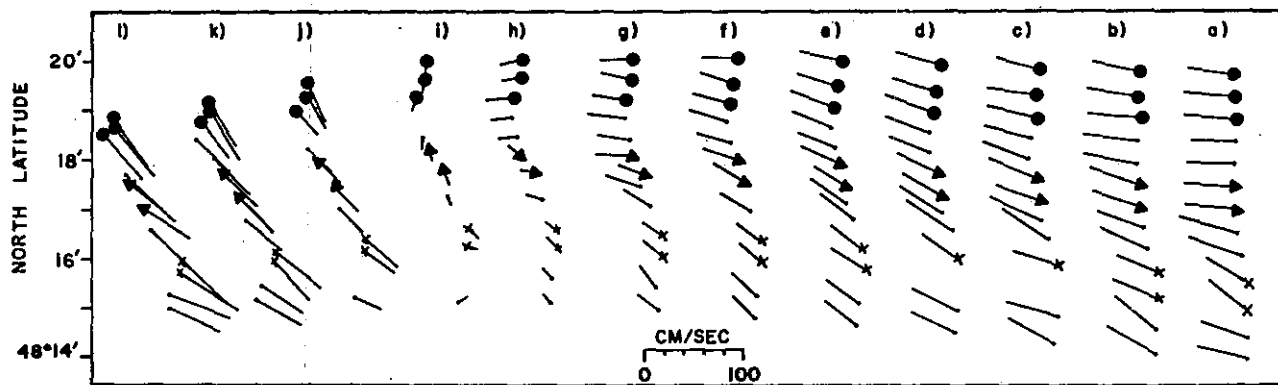 l) k) j) i) h) g) f) e) d) c) b) a)
20'
18'
16'
48°14'
NORTH LATITUDE
CM/SEC
0 100